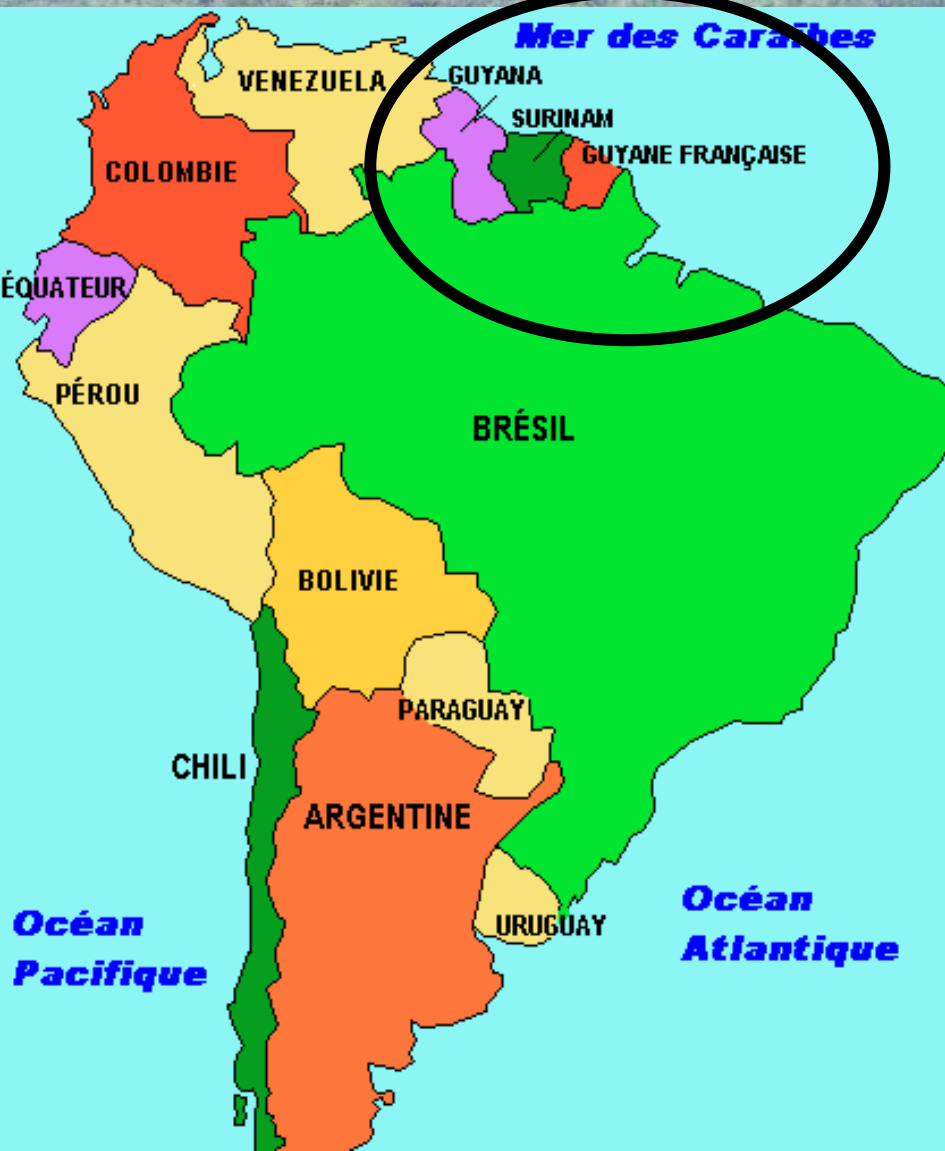 Mer des Caraïbes
VENEZUELA
GUYANA
SURINAM
GUYANE FRANÇAISE
COLOMBIE
ÉQUATEUR
PÉROU
BRÉSIL
BOLIVIE
PARAGUAY
CHILI
ARGENTINE
URUGUAY
Océan
Pacifique
Océan
Atlantique